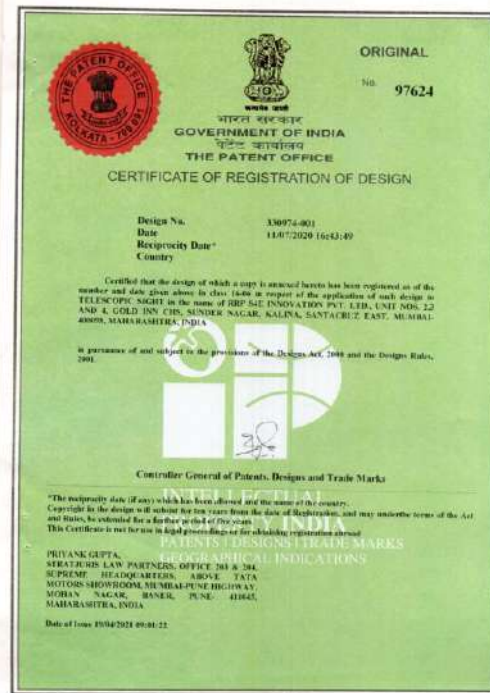 ORIGINAL
No. 97624
THE PATENT OFFICE
KOLKATA - 700 091
सत्यमेव जयते
भारत सरकार
GOVERNMENT OF INDIA
पेटेंट कार्यालय
THE PATENT OFFICE
CERTIFICATE OF REGISTRATION OF DESIGN
Design No. 330974-001
Date 11/07/2020 16:43:49
Reciprocity Date*
Country
Certified that the design of which a copy is annexed hereto has been registered as of the
number and date given above in class 16-06 in respect of the application of such design to
TELESCOPIC SIGHT in the name of RRP S4E INNOVATION PVT. LTD., UNIT NOS. 1,2
AND 4, GOLD INN CHS, SUNDER NAGAR, KALINA, SANTACRUZ EAST, MUMBAI-
400098, MAHARASHTRA, INDIA
in pursuance of and subject to the provisions of the Designs Act, 2000 and the Designs Rules,
2001.
Controller General of Patents, Designs and Trade Marks
*The reciprocity date (if any) which has been allowed and the name of the country.
Copyright in the design will subsist for ten years from the date of Registration, and may under the terms of the Act
and Rules, be extended for a further period of five years.
This Certificate is not for use in legal proceedings or for obtaining registration abroad
INTELLECTUAL
PROPERTY INDIA
PATENTS | DESIGNS | TRADE MARKS
GEOGRAPHICAL INDICATIONS
PRIYANK GUPTA,
STRATJURIS LAW PARTNERS, OFFICE 203 & 204,
SUPREME HEADQUARTERS, ABOVE TATA
MOTORS SHOWROOM, MUMBAI-PUNE HIGHWAY,
MOHAN NAGAR, BANER, PUNE- 411045,
MAHARASHTRA, INDIA
Date of Issue 19/04/2021 09:01:22